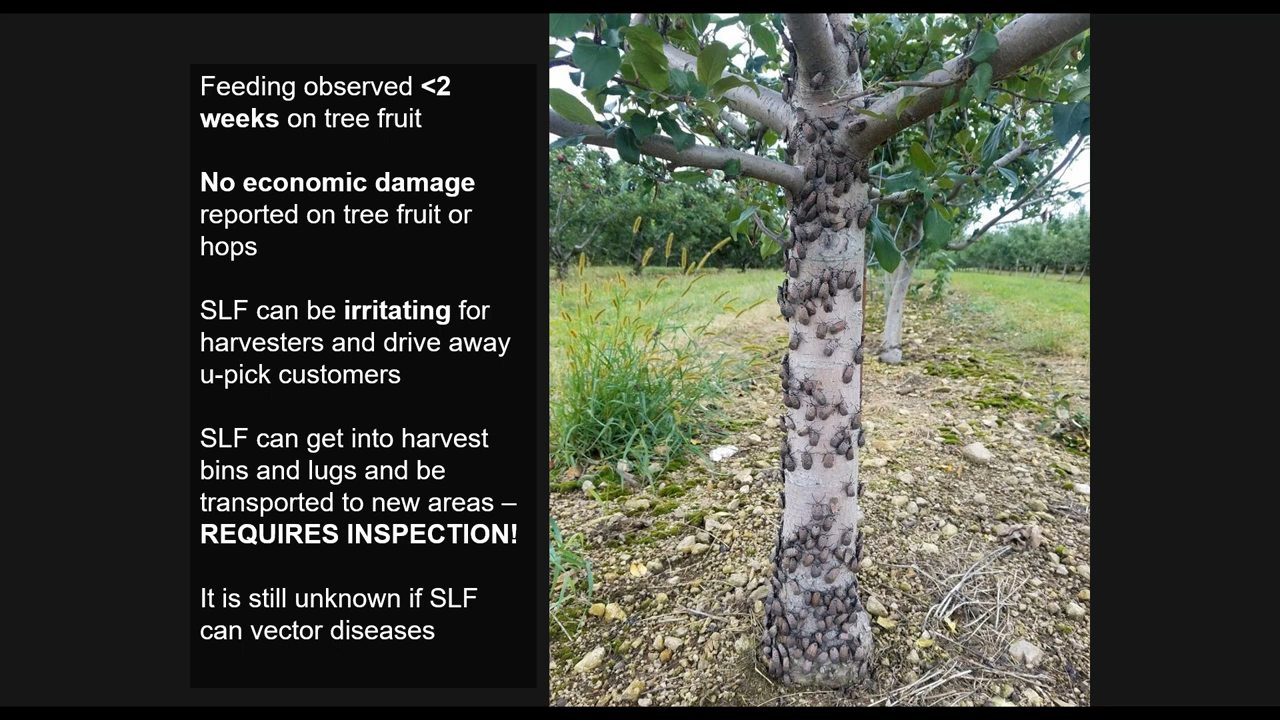 Feeding observed <2
weeks on tree fruit
No economic damage
reported on tree fruit or
hops
SLF can be irritating for
harvesters and drive away
u-pick customers
SLF can get into harvest
bins and lugs and be
transported to new areas –
REQUIRES INSPECTION!
It is still unknown if SLF
can vector diseases